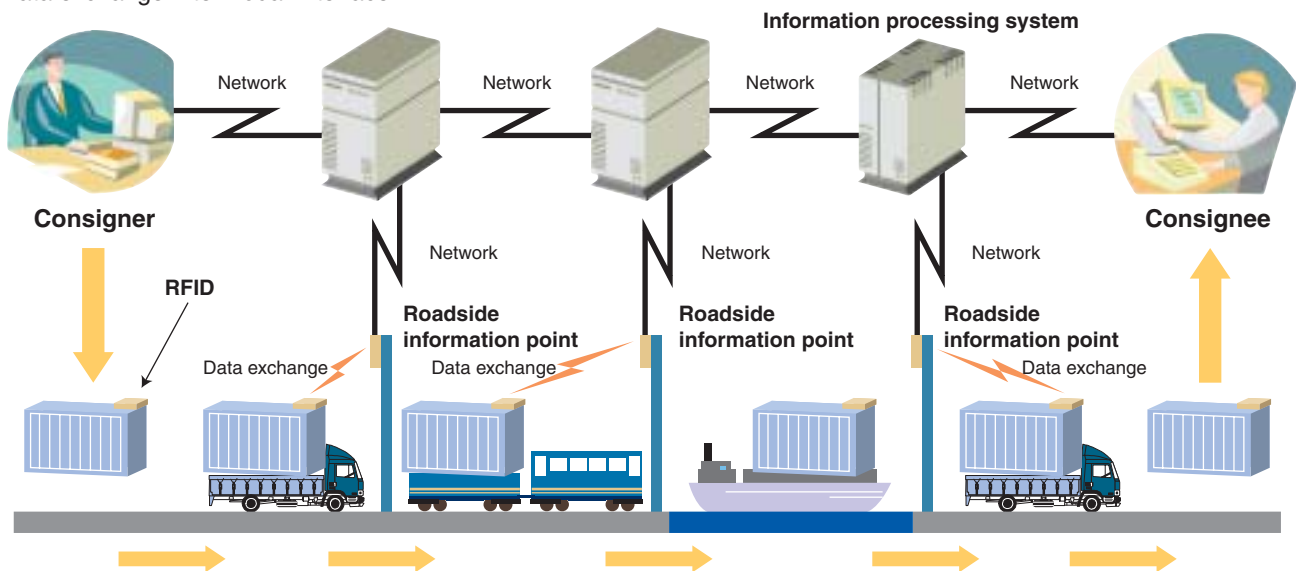 Information processing system
Network
Network
Network
Network
Consigner
Consignee
Network
Network
Network
RFID
Roadside
information point
Roadside
information point
Roadside
information point
Data exchange
Data exchange
Data exchange